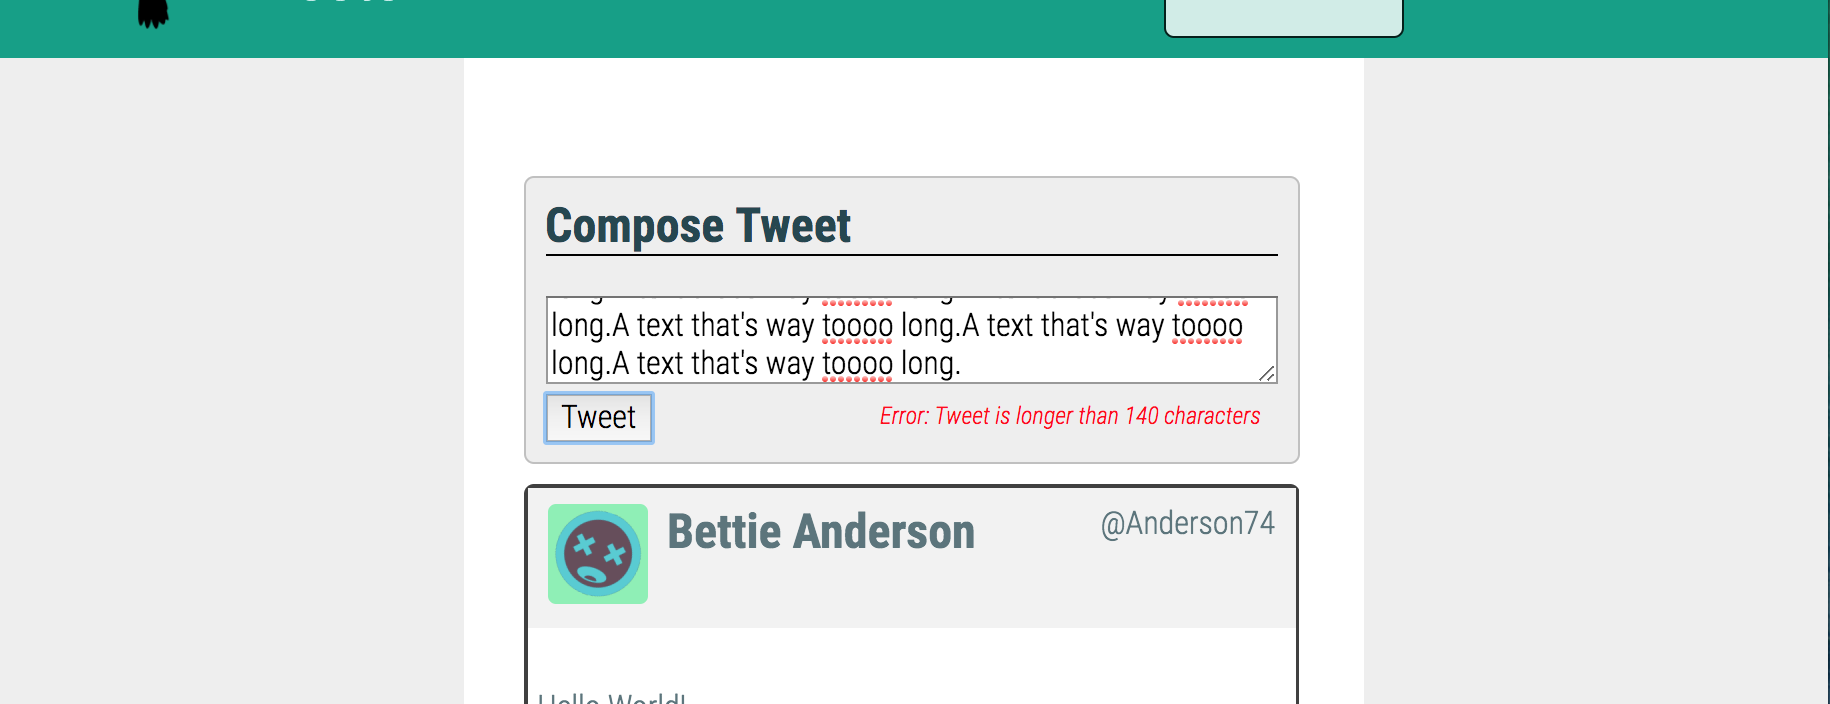 Compose Tweet
long.A text that's way toooo long.A text that's way toooo
long.A text that's way toooo long.
Tweet
Error: Tweet is longer than 140 characters
Bettie Anderson
@Anderson74
Hello World!